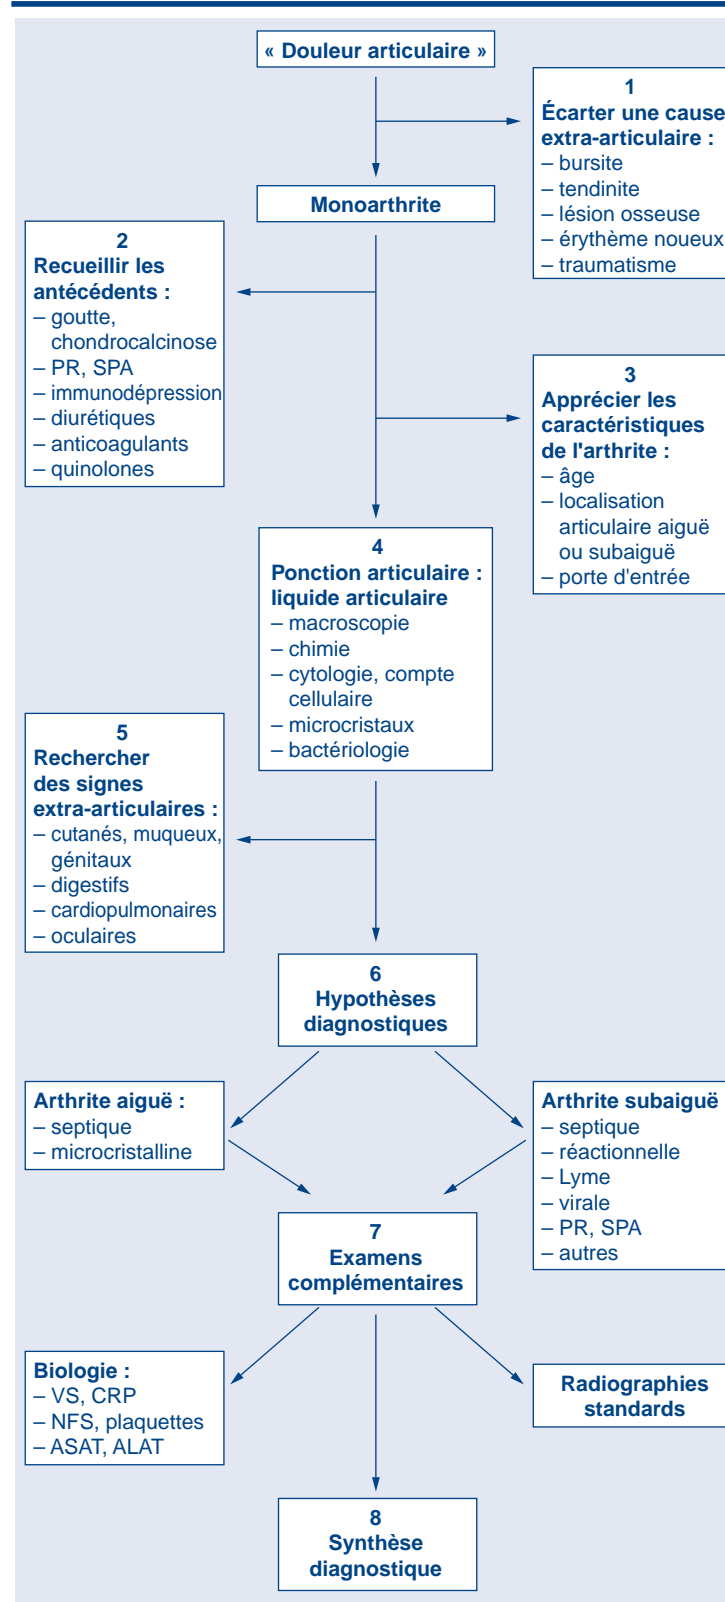 « Douleur articulaire »
1
Écarter une cause
extra-articulaire :
– bursite
– tendinite
– lésion osseuse
– érythème noueux
– traumatisme
Monoarthrite
2
Recueillir les
antécédents :
– goutte,
chondrocalcinose
– PR, SPA
– immunodépression
– diurétiques
– anticoagulants
– quinolones
3
Apprécier les
caractéristiques
de l'arthrite :
– âge
– localisation
articulaire aiguë
ou subaiguë
– porte d'entrée
4
Ponction articulaire :
liquide articulaire
– macroscopie
– chimie
– cytologie, compte
cellulaire
– microcristaux
– bactériologie
5
Rechercher
des signes
extra-articulaires :
– cutanés, muqueux,
génitaux
– digestifs
– cardiopulmonaires
– oculaires
6
Hypothèses
diagnostiques
Arthrite aiguë :
– septique
– microcristalline
Arthrite subaiguë
– septique
– réactionnelle
– Lyme
– virale
– PR, SPA
– autres
7
Examens
complémentaires
Biologie :
– VS, CRP
– NFS, plaquettes
– ASAT, ALAT
Radiographies
standards
8
Synthèse
diagnostique